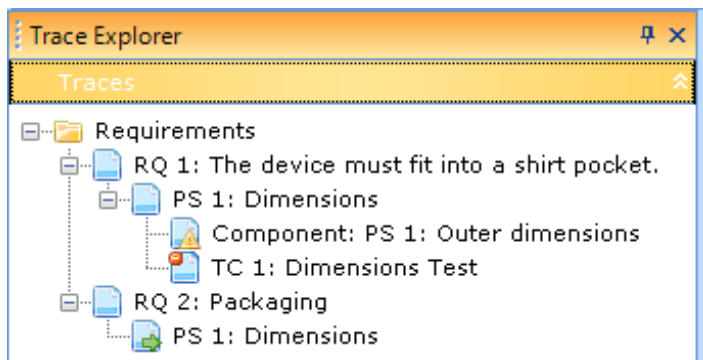 Trace Explorer
Traces
Requirements
RQ 1: The device must fit into a shirt pocket.
PS 1: Dimensions
Component: PS 1: Outer dimensions
TC 1: Dimensions Test
RQ 2: Packaging
PS 1: Dimensions